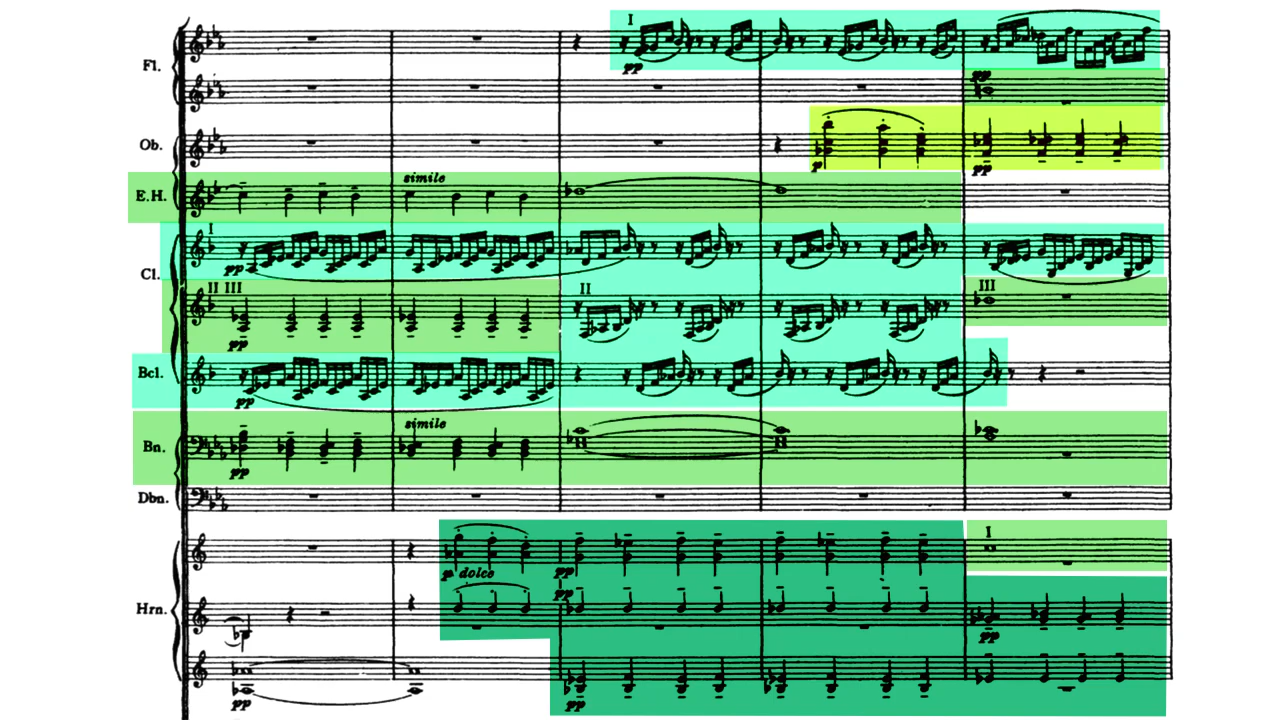 I
Fl.
pp
pp
Ob.
p
pp
simile
E.H.
I
Cl.
pp
II III
II
III
pp
Bcl.
pp
simile
Bn.
pp
Dbn.
I
p dolce
pp
pp
Hrn.
pp
pp
pp